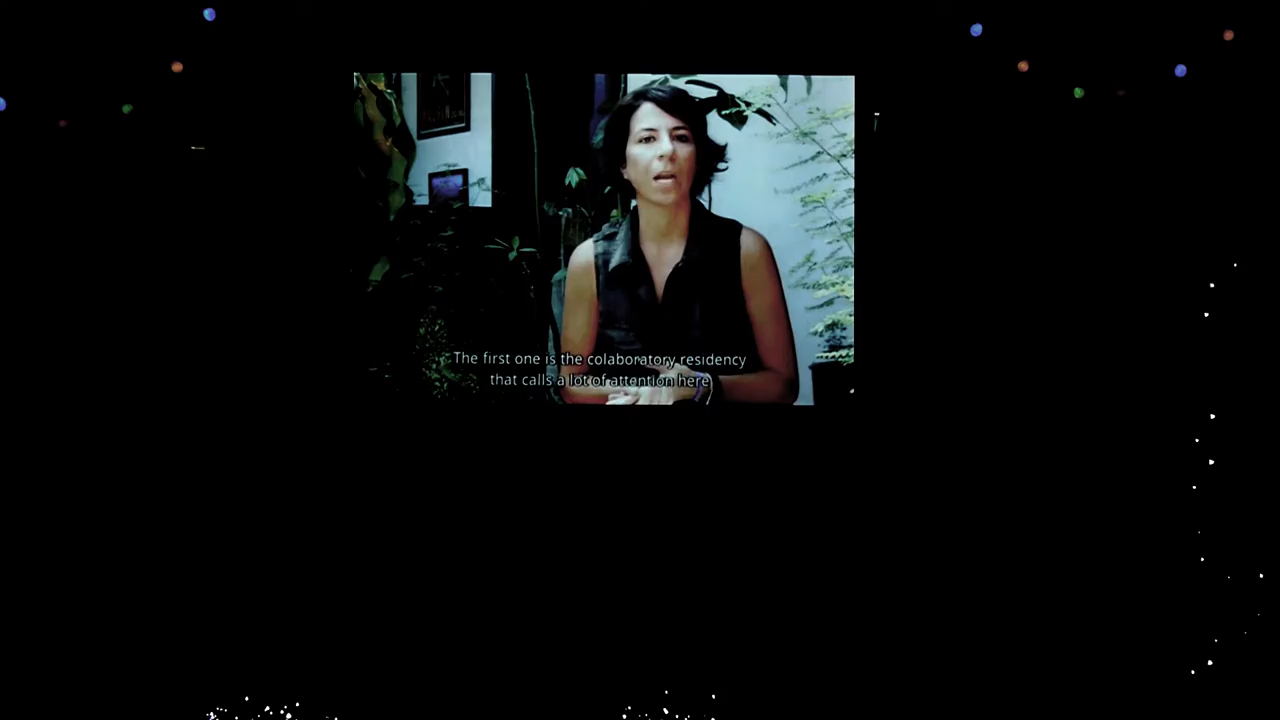 The first one is the colaboratory residency
that calls a lot of attention here